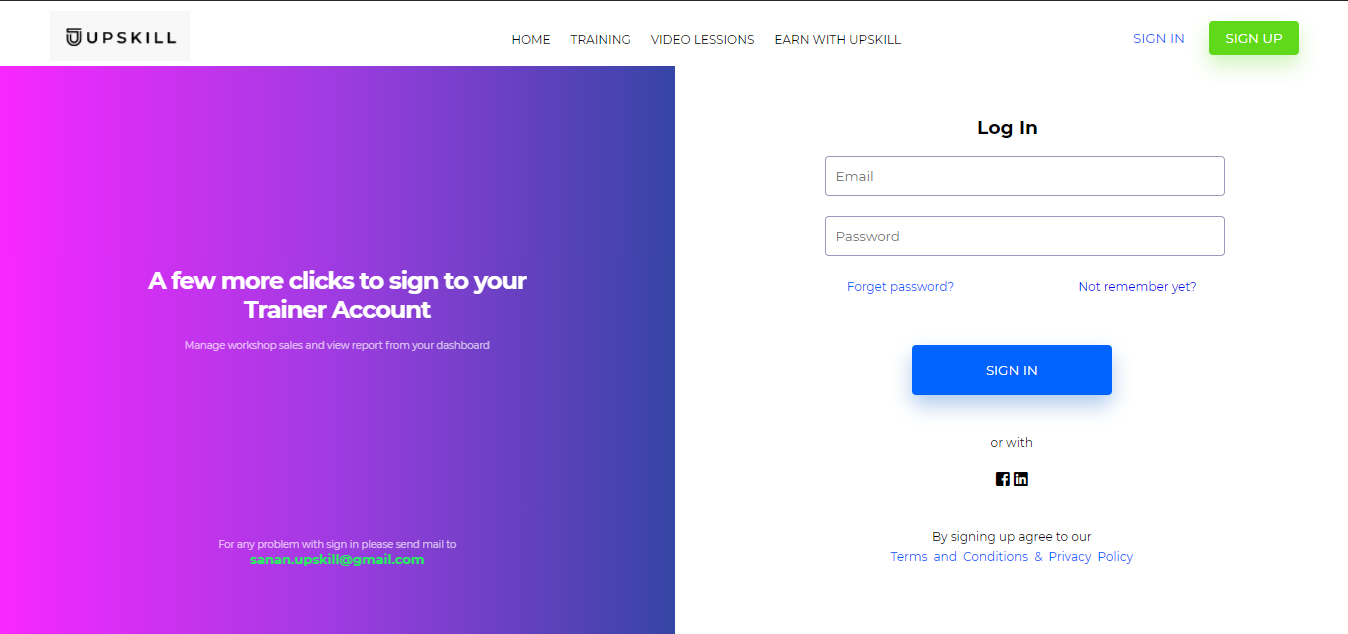 UPSKILL
HOME TRAINING VIDEO LESSIONS EARN WITH UPSKILL
SIGN IN SIGN UP
A few more clicks to sign to your
Trainer Account
Manage workshop sales and view report from your dashboard
For any problem with sign in please send mail to
sanan.upskill@gmail.com
Log In
Email
Password
Forget password? Not remember yet?
SIGN IN
or with
By signing up agree to our
Terms and Conditions & Privacy Policy